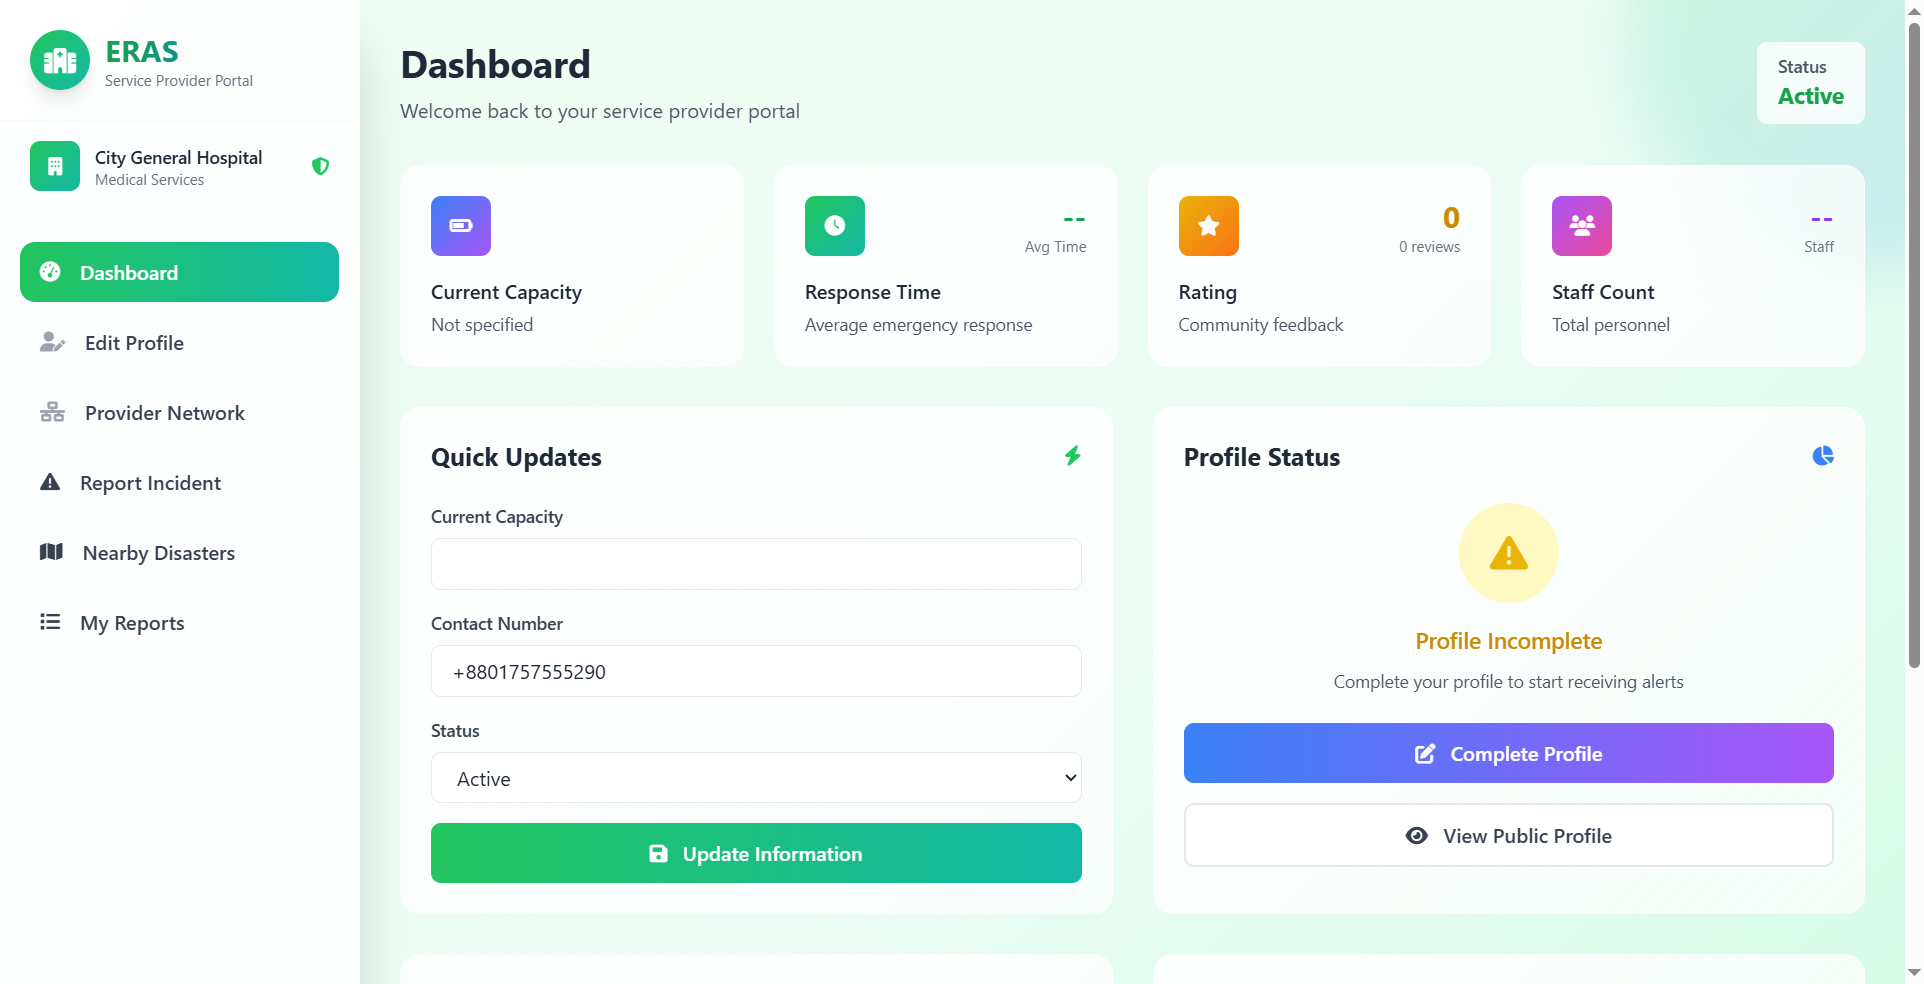 ERAS
Service Provider Portal
City General Hospital
Medical Services
Dashboard
Edit Profile
Provider Network
Report Incident
Nearby Disasters
My Reports
Dashboard
Welcome back to your service provider portal
Status
Active
Current Capacity
Not specified
--
Avg Time
Response Time
Average emergency response
0
0 reviews
Rating
Community feedback
--
Staff
Staff Count
Total personnel
Quick Updates
Current Capacity
Contact Number
+8801757555290
Status
Active
Update Information
Profile Status
Profile Incomplete
Complete your profile to start receiving alerts
Complete Profile
View Public Profile